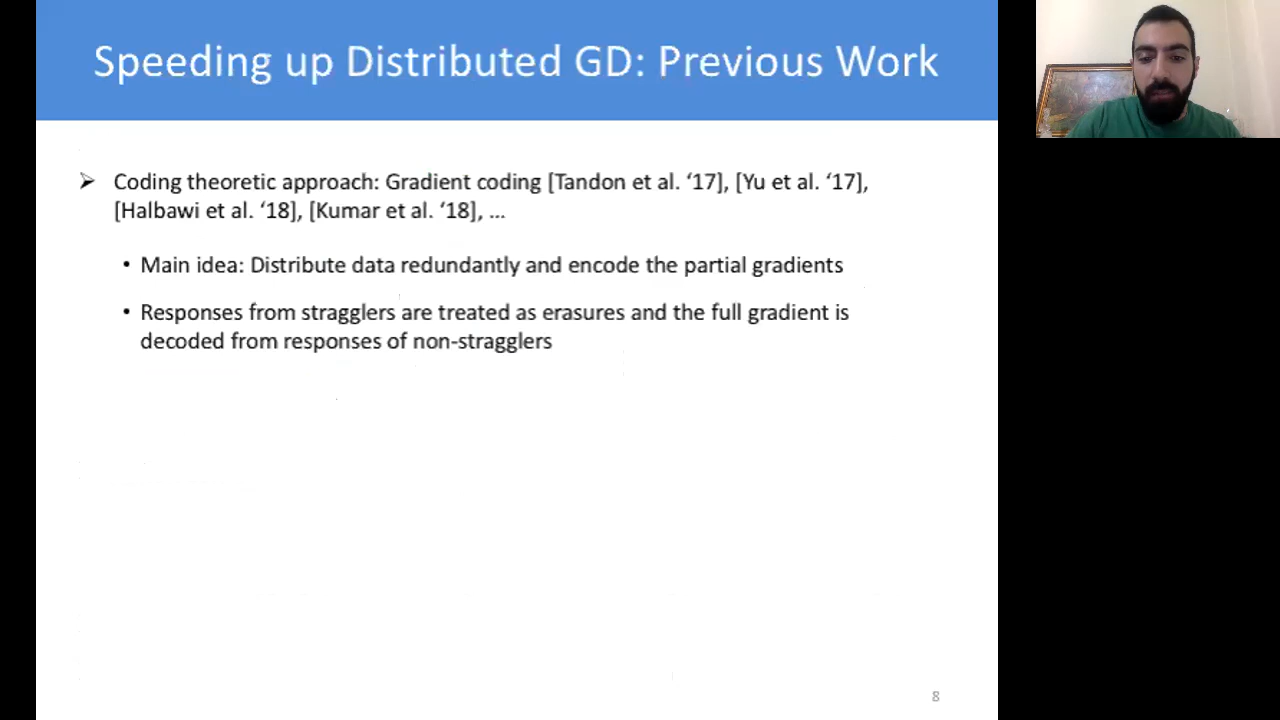 Speeding up Distributed GD: Previous Work
➢ Coding theoretic approach: Gradient coding [Tandon et al. ‘17], [Yu et al. ‘17],
[Halbawi et al. ‘18], [Kumar et al. ‘18], ...
• Main idea: Distribute data redundantly and encode the partial gradients
• Responses from stragglers are treated as erasures and the full gradient is
decoded from responses of non-stragglers
8